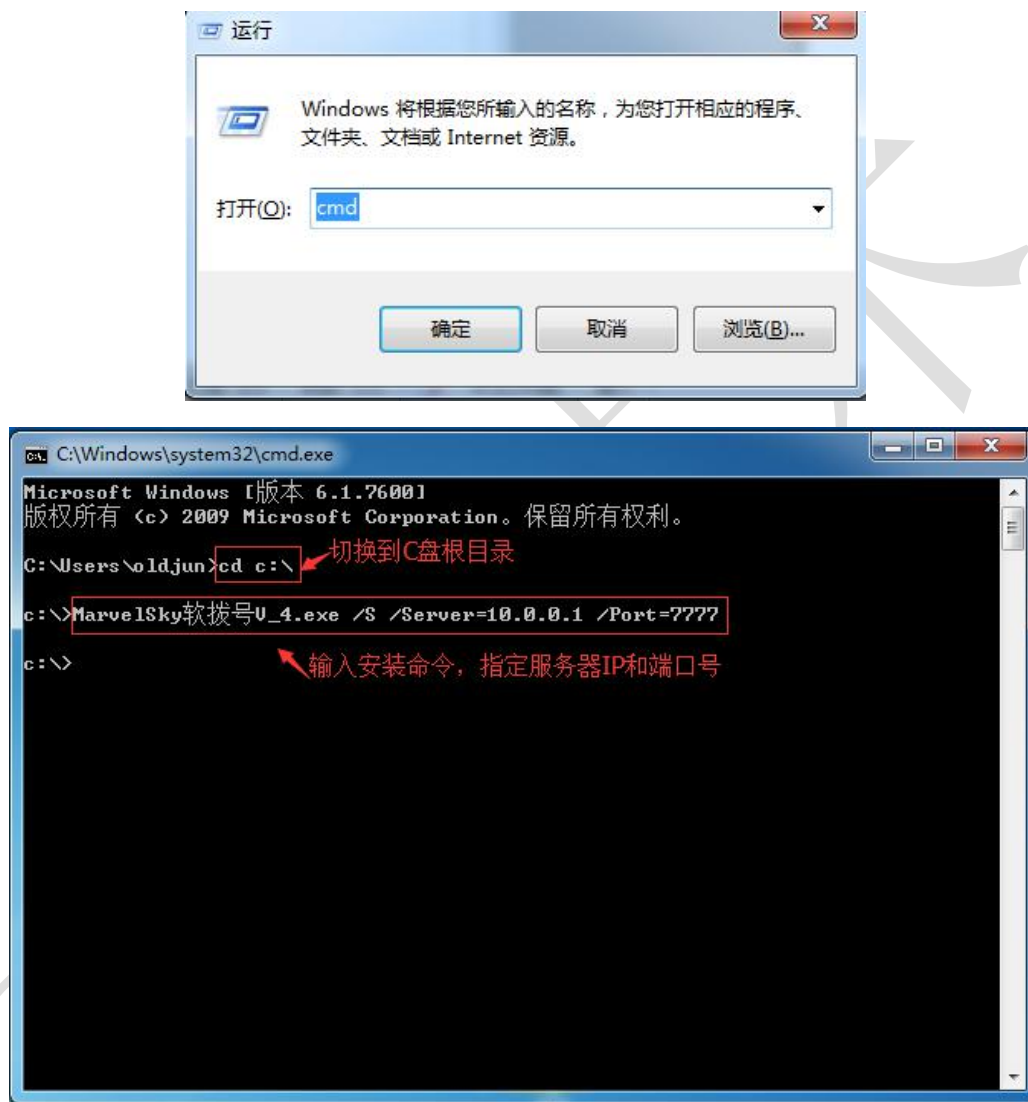 运行
Windows 将根据您所输入的名称，为您打开相应的程序、
文件夹、文档或 Internet 资源。
打开(O): cmd
确定 取消 浏览(B)...
C:\Windows\system32\cmd.exe
Microsoft Windows [版本 6.1.7600]
版权所有 (c) 2009 Microsoft Corporation。保留所有权利。
切换到C盘根目录
C:\Users\oldjun>cd c:\
c:\>MarvelSky软拨号V_4.exe /S /Server=10.0.0.1 /Port=7777
c:\>
输入安装命令，指定服务器IP和端口号